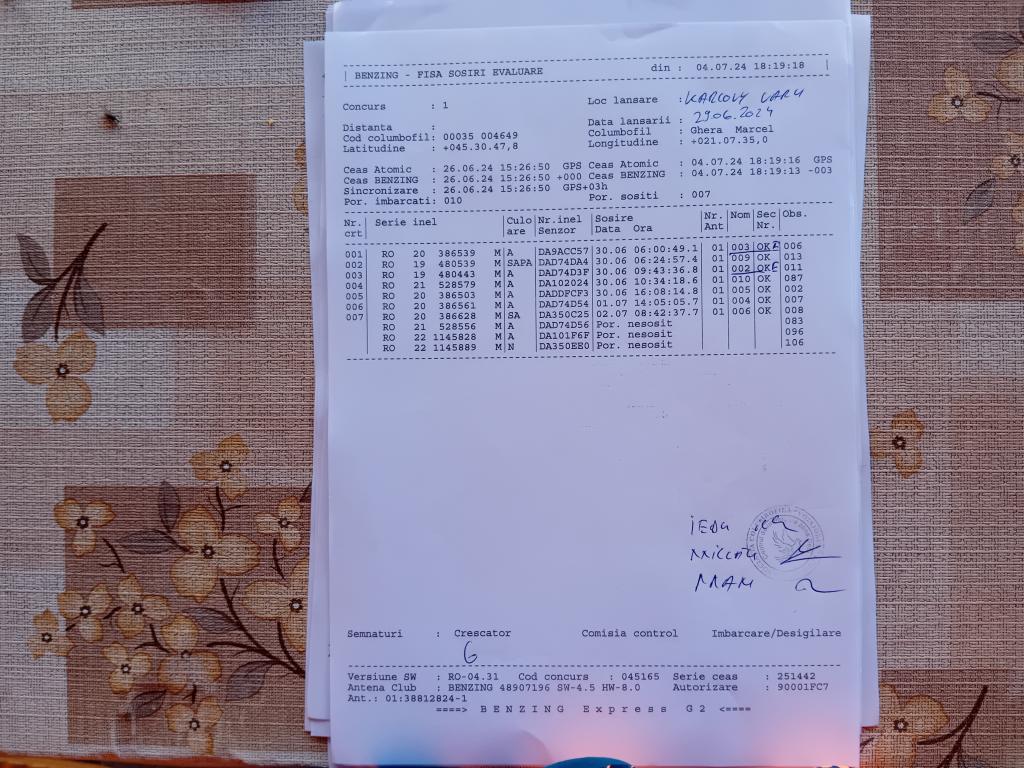 | BENZING - FISA SOSIRI EVALUARE din : 04.07.24 18:19:18 |
Concurs : 1 Loc lansare : KARLOVY VARY
Distanta : Data lansarii : 29.06.2024
Cod columbofil: 00035 004649 Columbofil : Ghera Marcel
Latitudine : +045.30.47,8 Longitudine : +021.07.35,0
Ceas Atomic : 26.06.24 15:26:50 GPS Ceas Atomic : 04.07.24 18:19:16 GPS
Ceas BENZING : 26.06.24 15:26:50 +000 Ceas BENZING : 04.07.24 18:19:13 -003
Sincronizare : 26.06.24 15:26:50 GPS+03h
Por. imbarcati: 010 Por. sositi : 007
Nr. crt | Serie inel | Culo are | Nr.inel Senzor | Sosire Data Ora | Nr. Ant | Nom | Sec Nr. | Obs.
001 | RO 20 386539 M | A | DA9ACC57 | 30.06 06:00:49.1 | 01 | 003 | OK | 006
002 | RO 19 480539 M | SAPA | DAD74DA4 | 30.06 06:24:57.4 | 01 | 009 | OK | 013
003 | RO 19 480443 M | A | DAD74D3F | 30.06 09:43:36.8 | 01 | 002 | OKE | 011
004 | RO 21 528579 M | A | DA102024 | 30.06 10:34:18.6 | 01 | 010 | OK | 087
005 | RO 20 386503 M | A | DADDFCF3 | 30.06 16:08:14.8 | 01 | 005 | OK | 002
006 | RO 20 386561 M | A | DAD74D54 | 01.07 14:05:05.7 | 01 | 004 | OK | 007
007 | RO 20 386628 M | SA | DA350C25 | 02.07 08:42:37.7 | 01 | 006 | OK | 008
RO 21 528556 M | A | DAD74D56 | Por. nesosit | 083
RO 22 1145828 M | A | DA101F6F | Por. nesosit | 096
RO 22 1145889 M | N | DA350EE0 | Por. nesosit | 106
Semnaturi : Crescator Comisia control Imbarcare/Desigilare
Versiune SW : RO-04.31 Cod concurs : 045165 Serie ceas : 251442
Antena Club : BENZING 48907196 SW-4.5 HW-8.0 Autorizare : 90001FC7
Ant.: 01:38812824-1
====> BENZING Express G2 <====